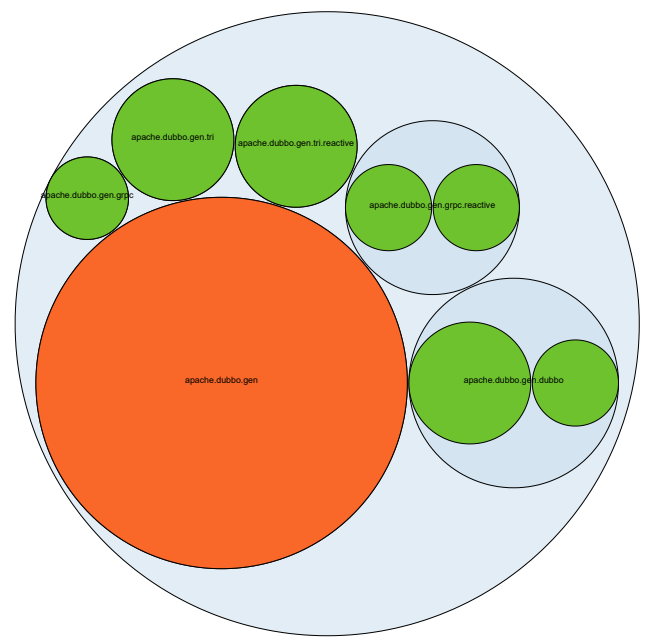 apache.dubbo.gen.tri
apache.dubbo.gen.tri.reactive
apache.dubbo.gen.grpc
apache.dubbo.gen.grpc.reactive
apache.dubbo.gen
apache.dubbo.gen.dubbo